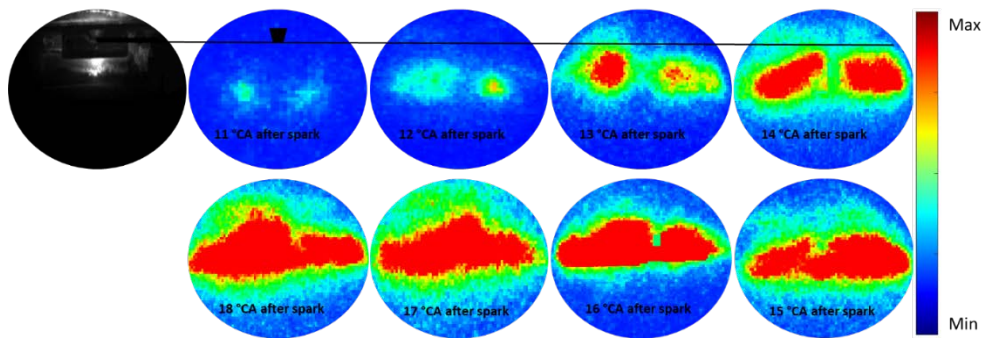 Max
11 °CA after spark
12 °CA after spark
13 °CA after spark
14 °CA after spark
18 °CA after spark
17 °CA after spark
16 °CA after spark
15 °CA after spark
Min